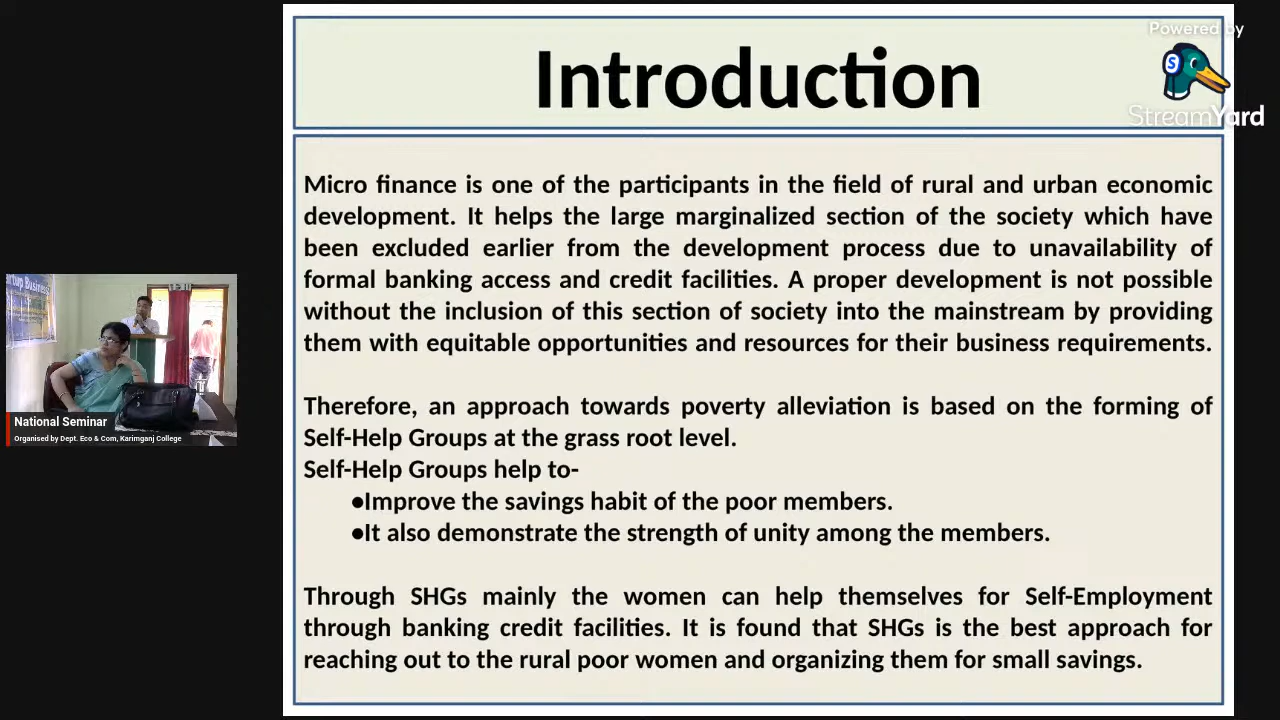 Introduction
Powered by
StreamYard
Micro finance is one of the participants in the field of rural and urban economic
development. It helps the large marginalized section of the society which have
been excluded earlier from the development process due to unavailability of
formal banking access and credit facilities. A proper development is not possible
without the inclusion of this section of society into the mainstream by providing
them with equitable opportunities and resources for their business requirements.
Therefore, an approach towards poverty alleviation is based on the forming of
Self-Help Groups at the grass root level.
Self-Help Groups help to-
●Improve the savings habit of the poor members.
●It also demonstrate the strength of unity among the members.
Through SHGs mainly the women can help themselves for Self-Employment
through banking credit facilities. It is found that SHGs is the best approach for
reaching out to the rural poor women and organizing them for small savings.
National Seminar
Organised by Dept. Eco & Com, Karimganj College